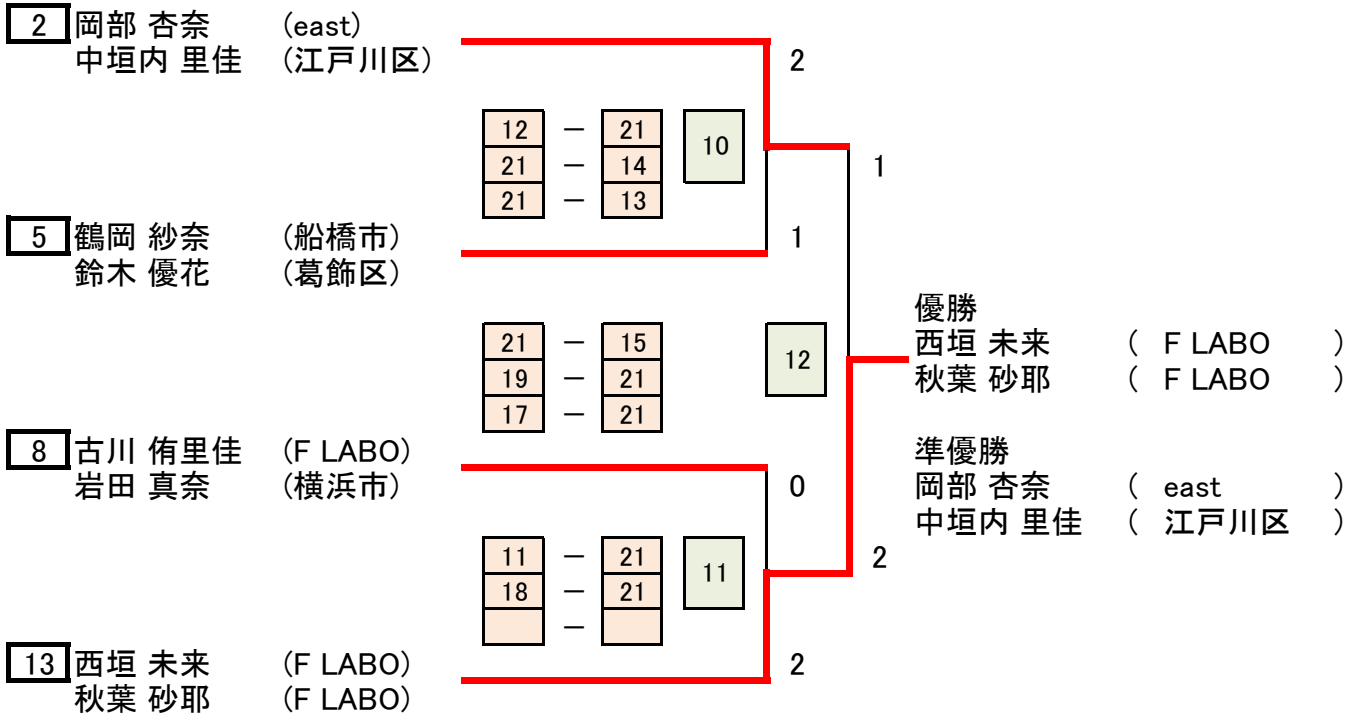 2 岡部 杏奈 (east)
中垣内 里佳 (江戸川区)
2
12 － 21 10
21 － 14
1
21 － 13
5 鶴岡 紗奈 (船橋市)
1
鈴木 優花 (葛飾区)
優勝
21 － 15
西垣 未来 ( F LABO )
19 － 21 12
秋葉 砂耶 ( F LABO )
17 － 21
8 古川 侑里佳 (F LABO)
準優勝
岩田 真奈 (横浜市)
0
岡部 杏奈 ( east )
中垣内 里佳 ( 江戸川区 )
11 － 21 11
2
18 － 21
－
13 西垣 未来 (F LABO)
2
秋葉 砂耶 (F LABO)